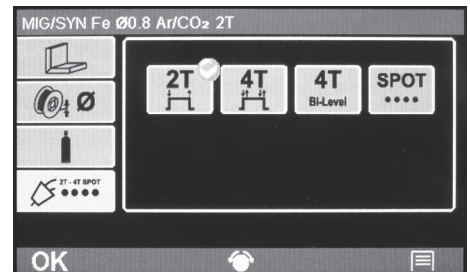 MIG/SYN Fe Ø0.8 Ar/CO₂ 2T
2T 4T 4T SPOT
Bi-Level
Ø
2T - 4T SPOT
OK